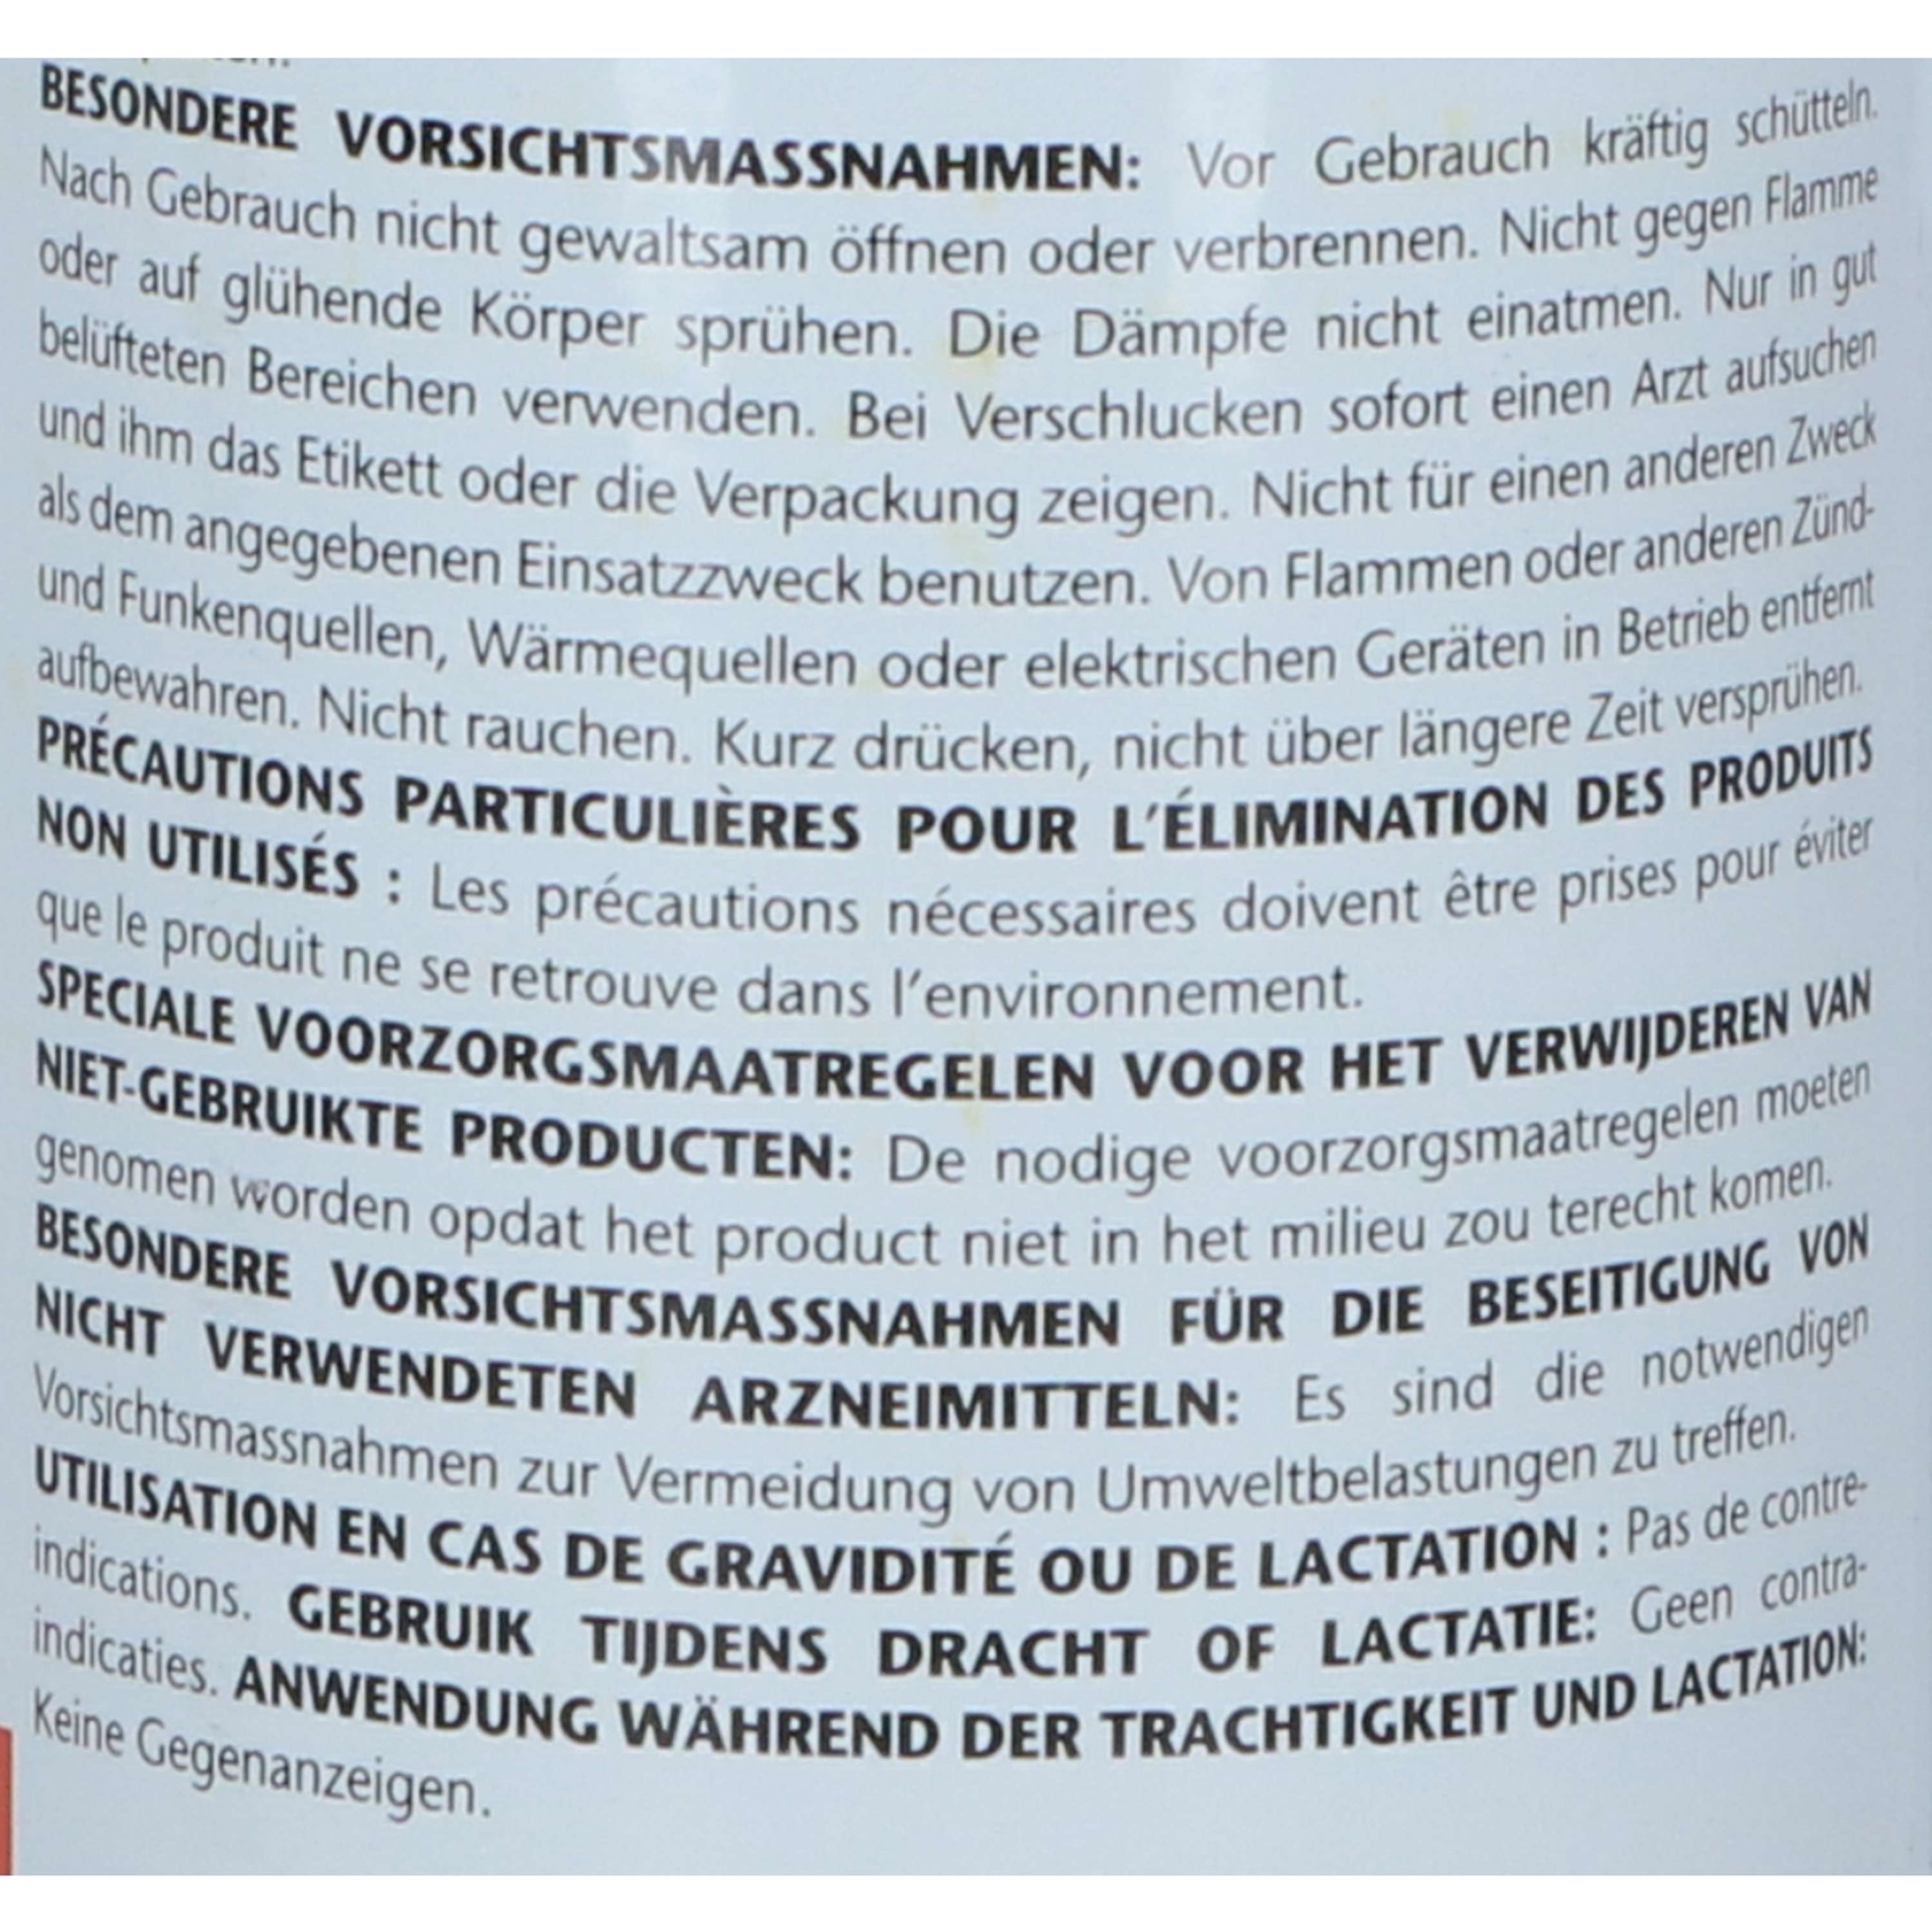 BESONDERE VORSICHTSMASSNAHMEN: Vor Gebrauch kräftig schütteln.
Nach Gebrauch nicht gewaltsam öffnen oder verbrennen. Nicht gegen Flamme
oder auf glühende Körper sprühen. Die Dämpfe nicht einatmen. Nur in gut
belüfteten Bereichen verwenden. Bei Verschlucken sofort einen Arzt aufsuchen
und ihm das Etikett oder die Verpackung zeigen. Nicht für einen anderen Zweck
als dem angegebenen Einsatzzweck benutzen. Von Flammen oder anderen Zünd-
und Funkenquellen, Wärmequellen oder elektrischen Geräten in Betrieb entfernt
aufbewahren. Nicht rauchen. Kurz drücken, nicht über längere Zeit versprühen.
PRÉCAUTIONS PARTICULIÈRES POUR L'ÉLIMINATION DES PRODUITS
NON UTILISÉS : Les précautions nécessaires doivent être prises pour éviter
que le produit ne se retrouve dans l'environnement.
SPECIALE VOORZORGSMAATREGELEN VOOR HET VERWIJDEREN VAN
NIET-GEBRUIKTE PRODUCTEN: De nodige voorzorgsmaatregelen moeten
genomen worden opdat het product niet in het milieu zou terecht komen.
BESONDERE VORSICHTSMASSNAHMEN FÜR DIE BESEITIGUNG VON
NICHT VERWENDETEN ARZNEIMITTELN: Es sind die notwendigen
Vorsichtsmassnahmen zur Vermeidung von Umweltbelastungen zu treffen.
UTILISATION EN CAS DE GRAVIDITÉ OU DE LACTATION : Pas de contre-
indications. GEBRUIK TIJDENS DRACHT OF LACTATIE: Geen contra-
indicaties. ANWENDUNG WÄHREND DER TRACHTIGKEIT UND LACTATION:
Keine Gegenanzeigen.